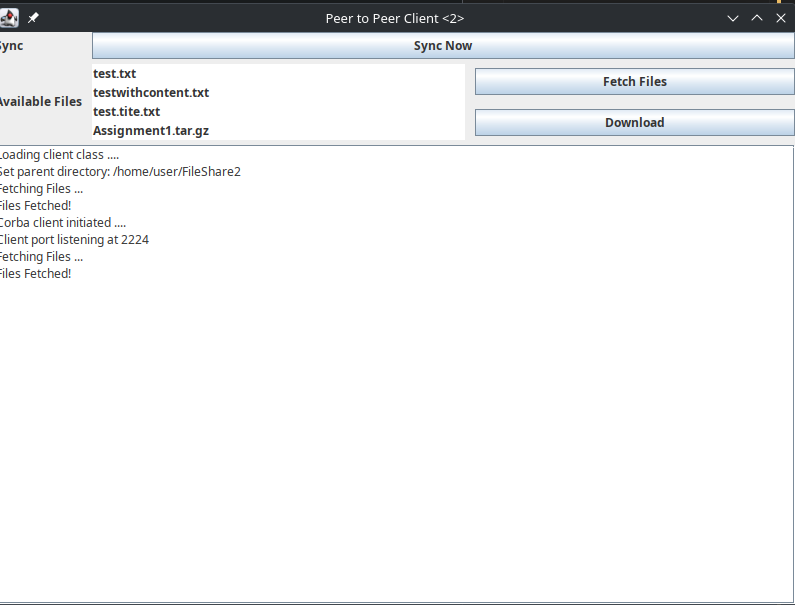 Peer to Peer Client <2>
Sync
Sync Now
Available Files
test.txt
testwithcontent.txt
test.tite.txt
Assignment1.tar.gz
Fetch Files
Download
Loading client class ....
Set parent directory: /home/user/FileShare2
Fetching Files ...
Files Fetched!
Corba client initiated ....
Client port listening at 2224
Fetching Files ...
Files Fetched!